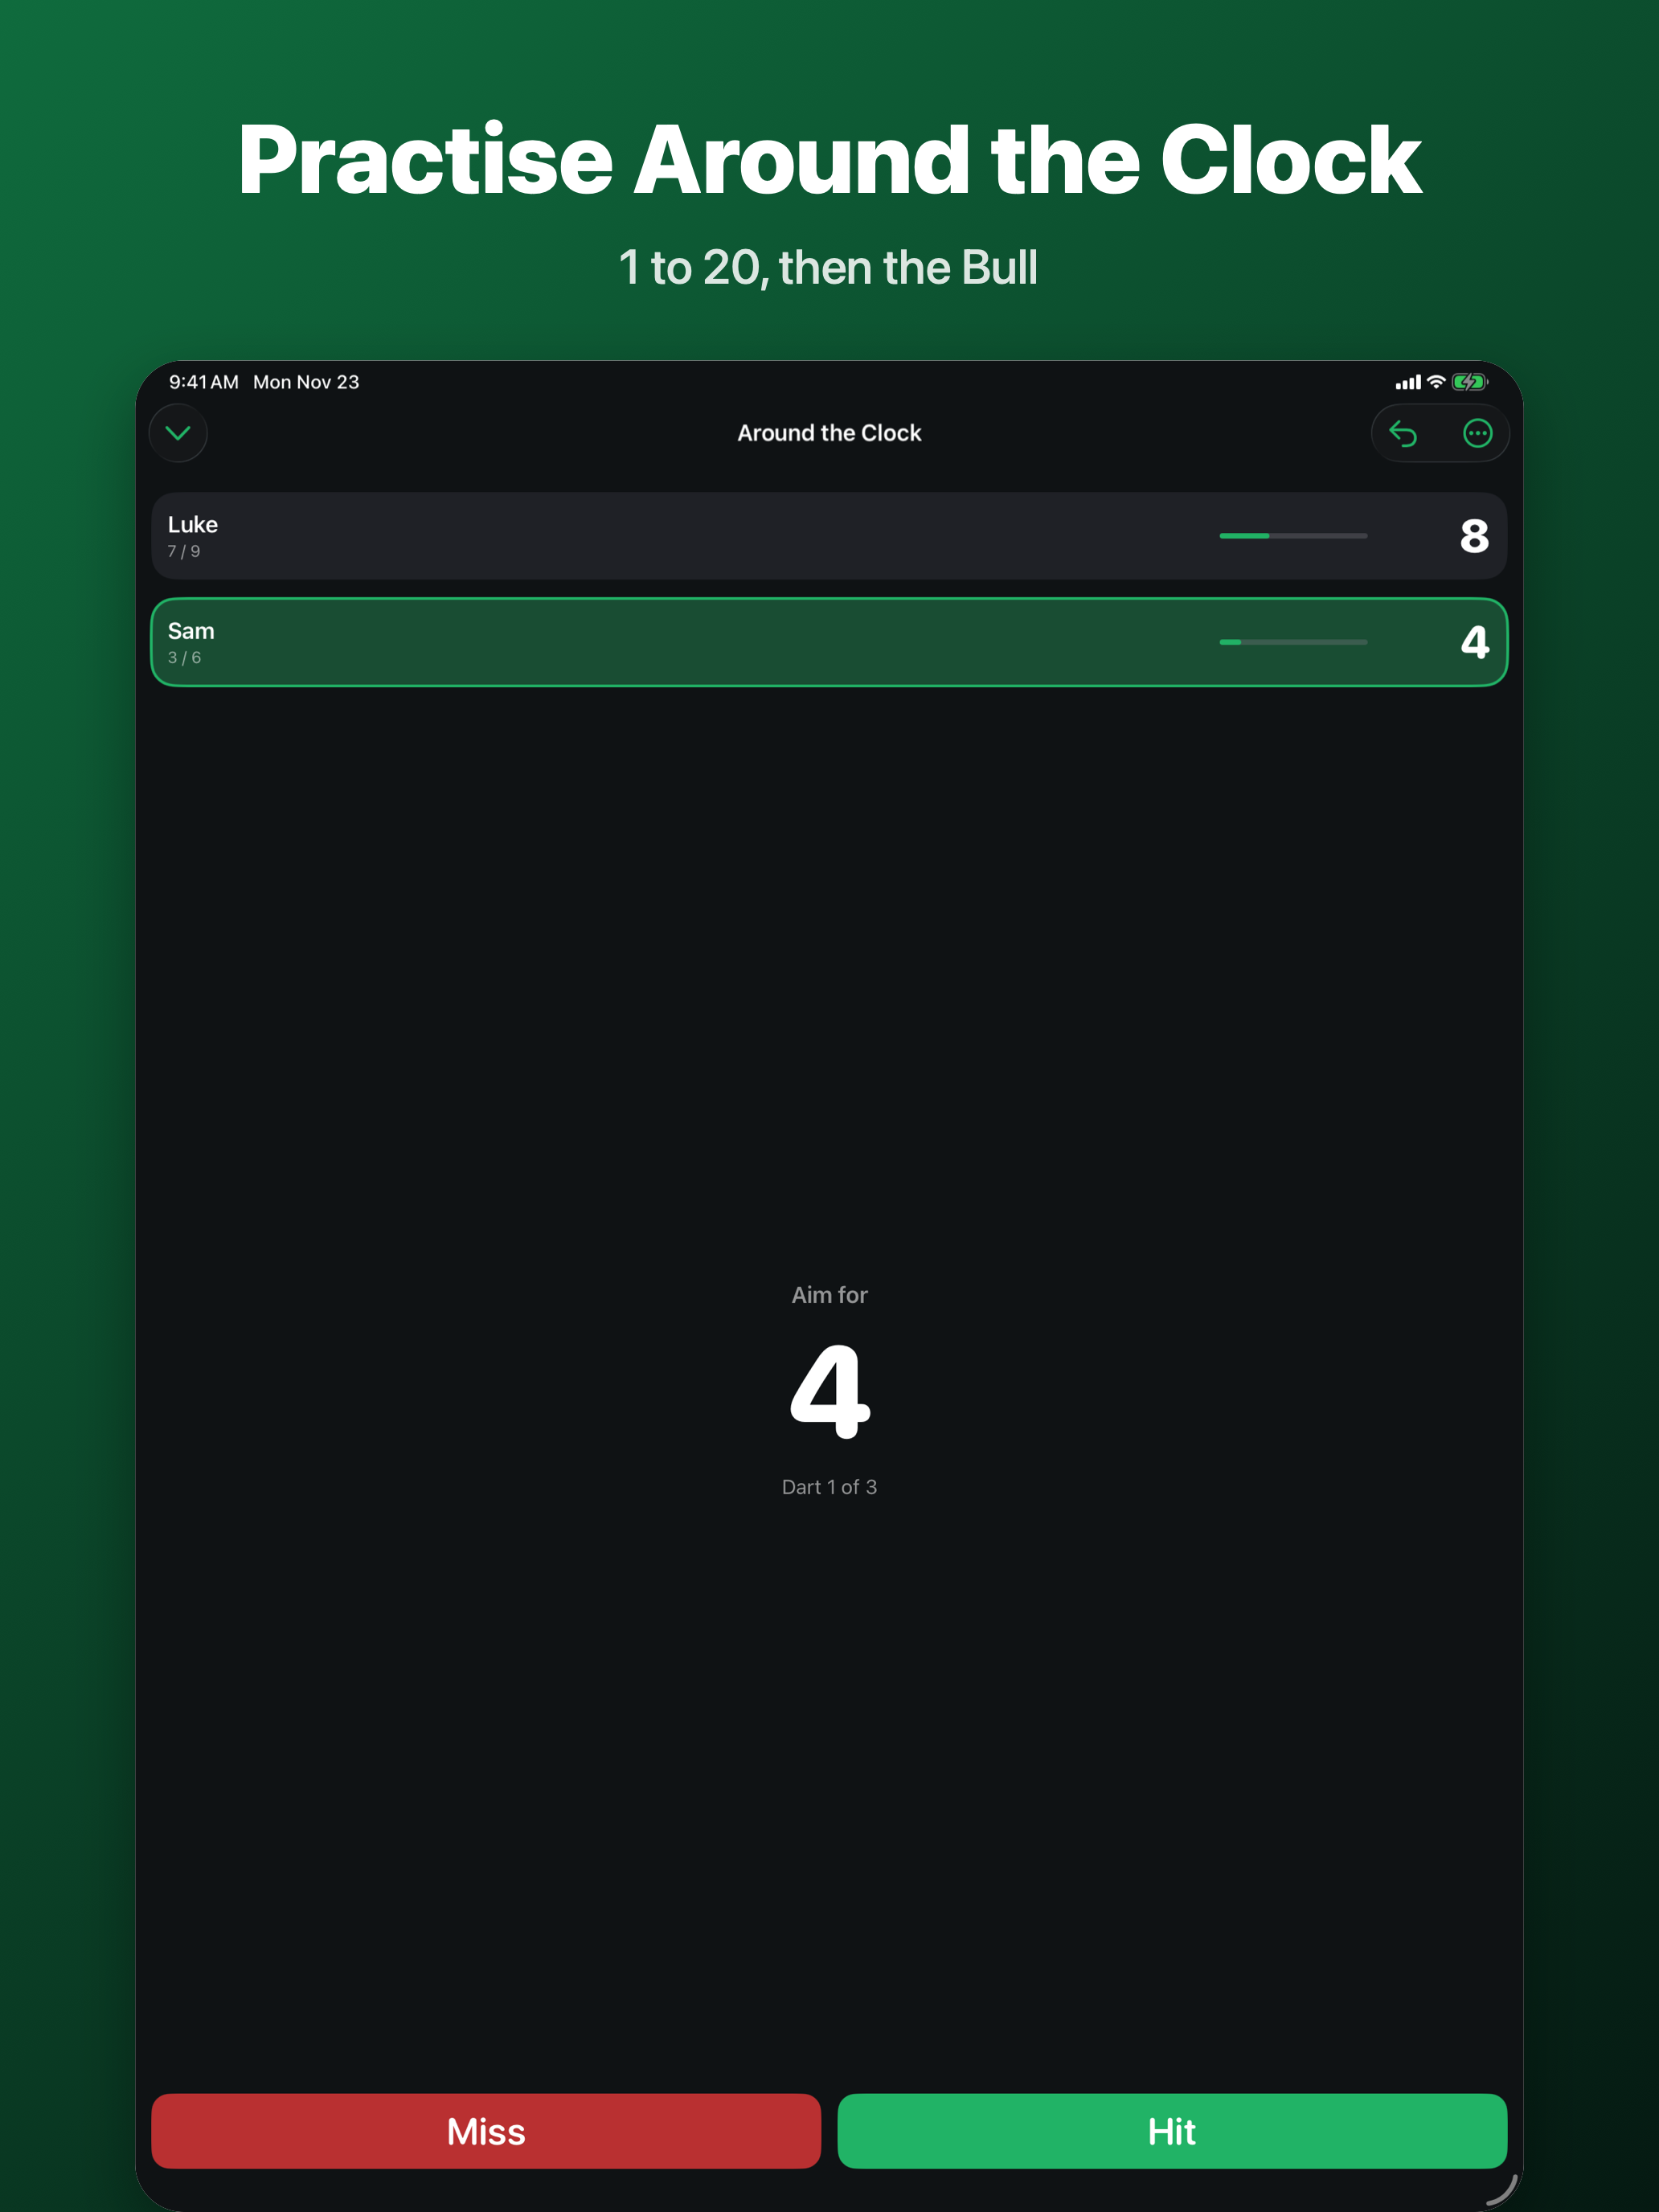 Practise Around the Clock
1 to 20, then the Bull
9:41 AM Mon Nov 23
Around the Clock
Luke
7 / 9
8
Sam
3 / 6
4
Aim for
4
Dart 1 of 3
Miss
Hit